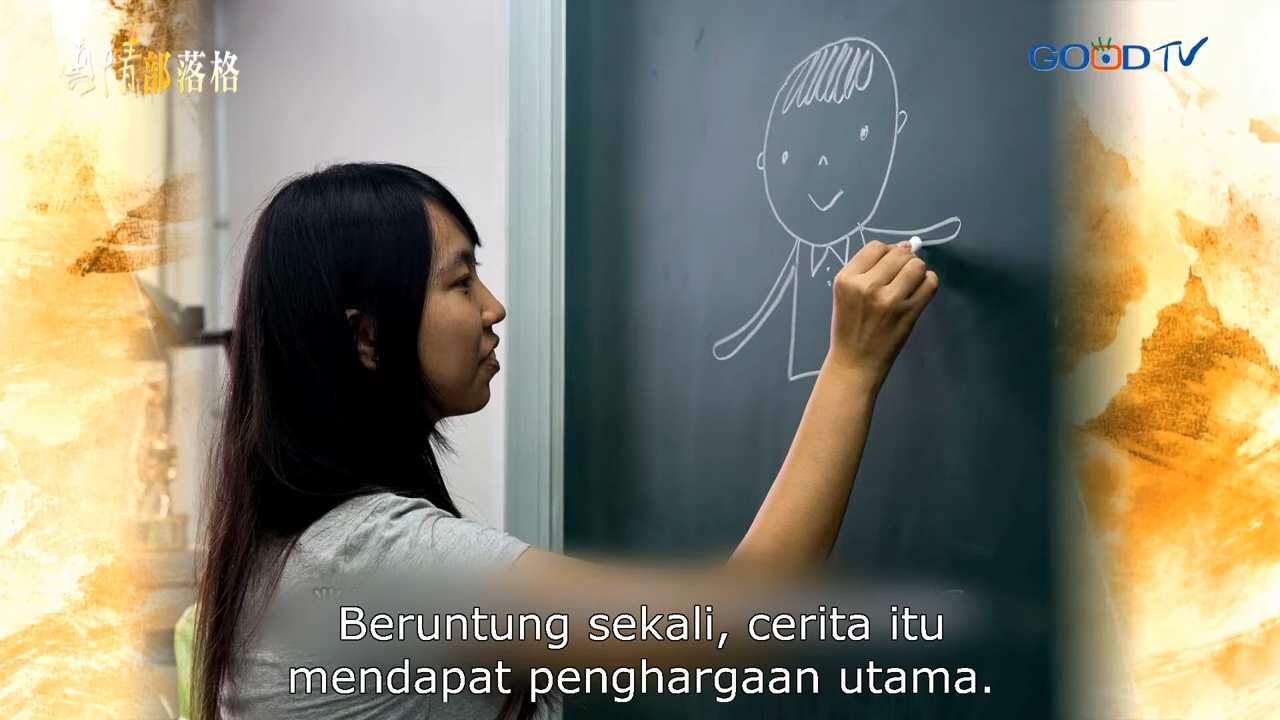 真情部落格
GOODTV
Beruntung sekali, cerita itu
mendapat penghargaan utama.